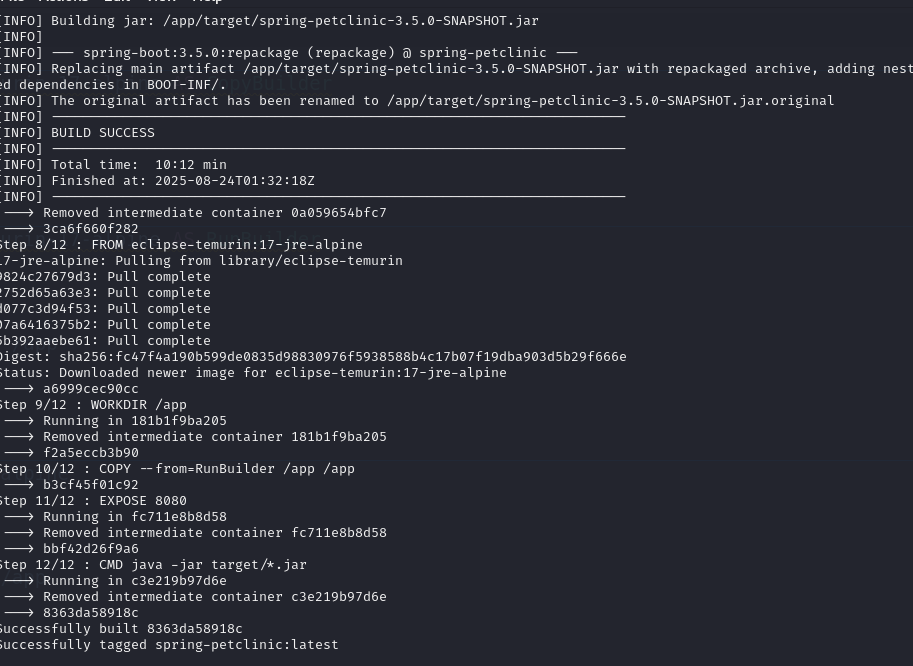 [INFO] Building jar: /app/target/spring-petclinic-3.5.0-SNAPSHOT.jar
[INFO]
[INFO] --- spring-boot:3.5.0:repackage (repackage) @ spring-petclinic ---
[INFO] Replacing main artifact /app/target/spring-petclinic-3.5.0-SNAPSHOT.jar with repackaged archive, adding nest
ed dependencies in BOOT-INF/.
[INFO] The original artifact has been renamed to /app/target/spring-petclinic-3.5.0-SNAPSHOT.jar.original
[INFO] ------------------------------------------------------------------------
[INFO] BUILD SUCCESS
[INFO] ------------------------------------------------------------------------
[INFO] Total time:  10:12 min
[INFO] Finished at: 2025-08-24T01:32:18Z
[INFO] ------------------------------------------------------------------------
---> Removed intermediate container 0a059654bfc7
---> 3ca6f660f282
Step 8/12 : FROM eclipse-temurin:17-jre-alpine
17-jre-alpine: Pulling from library/eclipse-temurin
9824c27679d3: Pull complete
2752d65a63e3: Pull complete
d077c3d94f53: Pull complete
07a6416375b2: Pull complete
5b392aaebe61: Pull complete
Digest: sha256:fc47f4a190b599de0835d98830976f5938588b4c17b07f19dba903d5b29f666e
Status: Downloaded newer image for eclipse-temurin:17-jre-alpine
---> a6999cec90cc
Step 9/12 : WORKDIR /app
---> Running in 181b1f9ba205
---> Removed intermediate container 181b1f9ba205
---> f2a5eccb3b90
Step 10/12 : COPY --from=RunBuilder /app /app
---> b3cf45f01c92
Step 11/12 : EXPOSE 8080
---> Running in fc711e8b8d58
---> Removed intermediate container fc711e8b8d58
---> bbf42d26f9a6
Step 12/12 : CMD java -jar target/*.jar
---> Running in c3e219b97d6e
---> Removed intermediate container c3e219b97d6e
---> 8363da58918c
Successfully built 8363da58918c
Successfully tagged spring-petclinic:latest